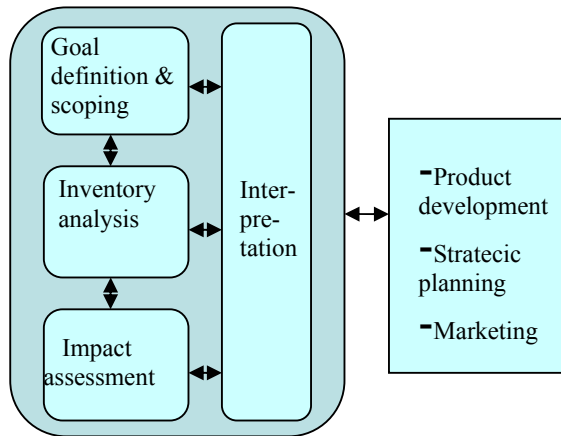 Goal
definition &
scoping
Inventory
analysis
Impact
assessment
Inter-
pre-
tation
-Product
development
-Stratecic
planning
-Marketing